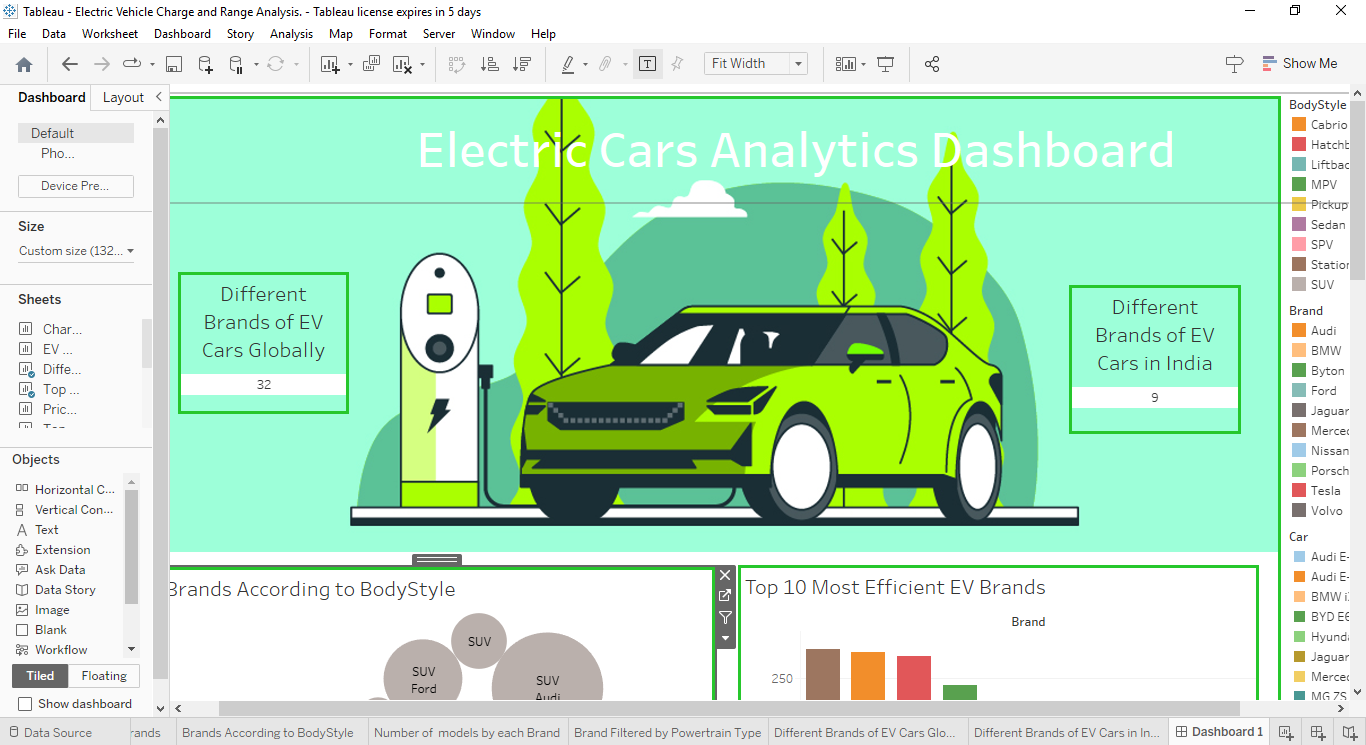 Tableau - Electric Vehicle Charge and Range Analysis. - Tableau license expires in 5 days
File Data Worksheet Dashboard Story Analysis Map Format Server Window Help
Fit Width
Show Me
Dashboard Layout
Default
Pho...
Device Pre...
Size
Custom size (132...
Sheets
Char...
EV ...
Diffe...
Top ...
Pric...
Objects
Horizontal C...
Vertical Con...
Text
Extension
Ask Data
Data Story
Image
Blank
Workflow
Tiled Floating
Show dashboard
Electric Cars Analytics Dashboard
Different
Brands of EV
Cars Globally
32
Different
Brands of EV
Cars in India
9
Brands According to BodyStyle
SUV
SUV
Ford
SUV
Audi
Top 10 Most Efficient EV Brands
Brand
250
BodyStyle
Cabrio
Hatchb
Liftbac
MPV
Pickup
Sedan
SPV
Station
SUV
Brand
Audi
BMW
Byton
Ford
Jaguar
Merced
Nissan
Porsch
Tesla
Volvo
Car
Audi E-
Audi E-
BMW i
BYD E6
Hyunda
Jaguar
Merced
MG ZS
Data Source
rands
Brands According to BodyStyle
Number of models by each Brand
Brand Filtered by Powertrain Type
Different Brands of EV Cars Glo...
Different Brands of EV Cars in In...
Dashboard 1